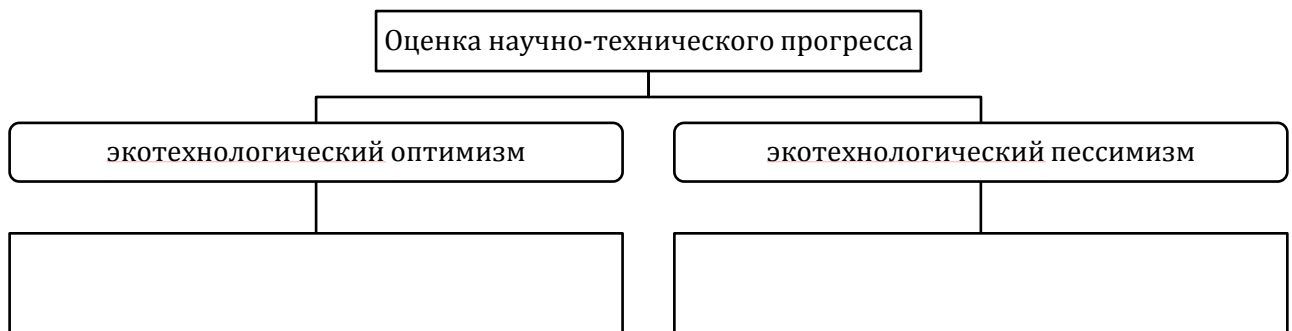 Оценка научно-технического прогресса
экотехнологический оптимизм
экотехнологический пессимизм